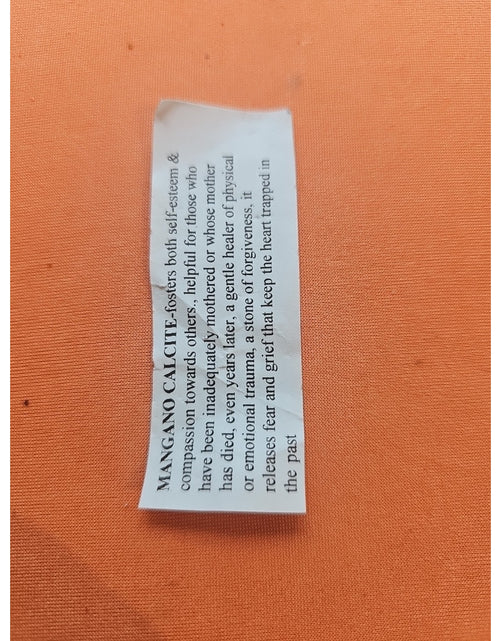 MANGANO CALCITE-fosters both self-esteem &
compassion towards others., helpful for those who
have been inadequately mothered or whose mother
has died, even years later, a gentle healer of physical
or emotional trauma, a stone of forgiveness, it
releases fear and grief that keep the heart trapped in
the past